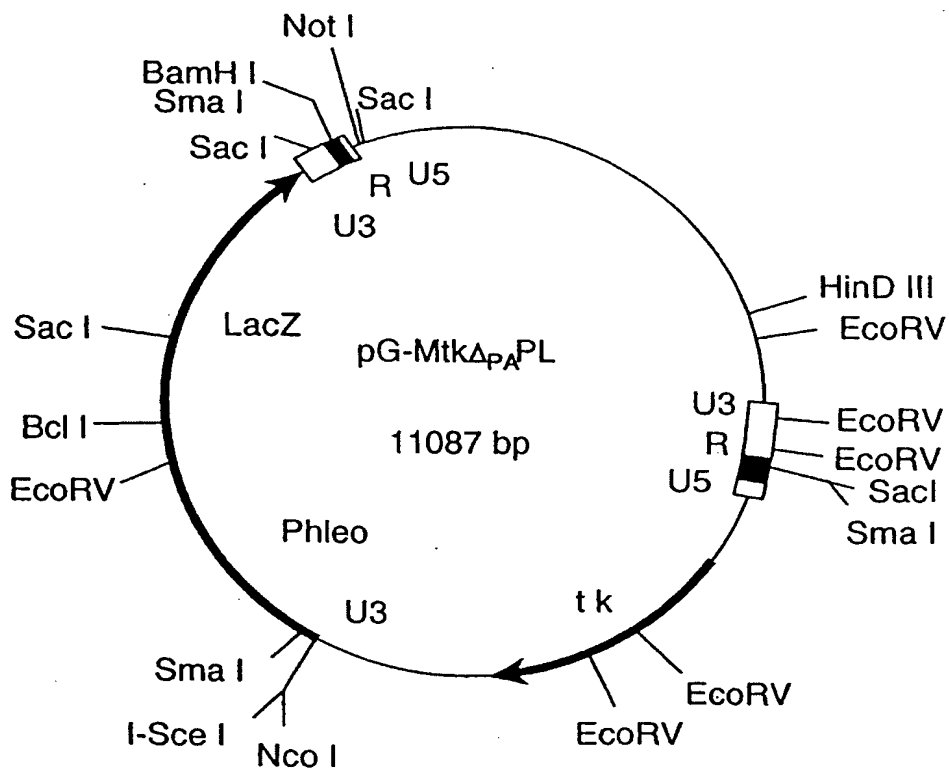 Not I
BamH I
Sma I
Sac I
Sac I
R
U5
U3
HinD III
EcoRV
Sac I
LacZ
pG-MtkΔPAPL
U3
EcoRV
Bcl I
11087 bp
R
EcoRV
EcoRV
U5
SacI
Sma I
Phleo
U3
t k
Sma I
EcoRV
I-Sce I
Nco I
EcoRV